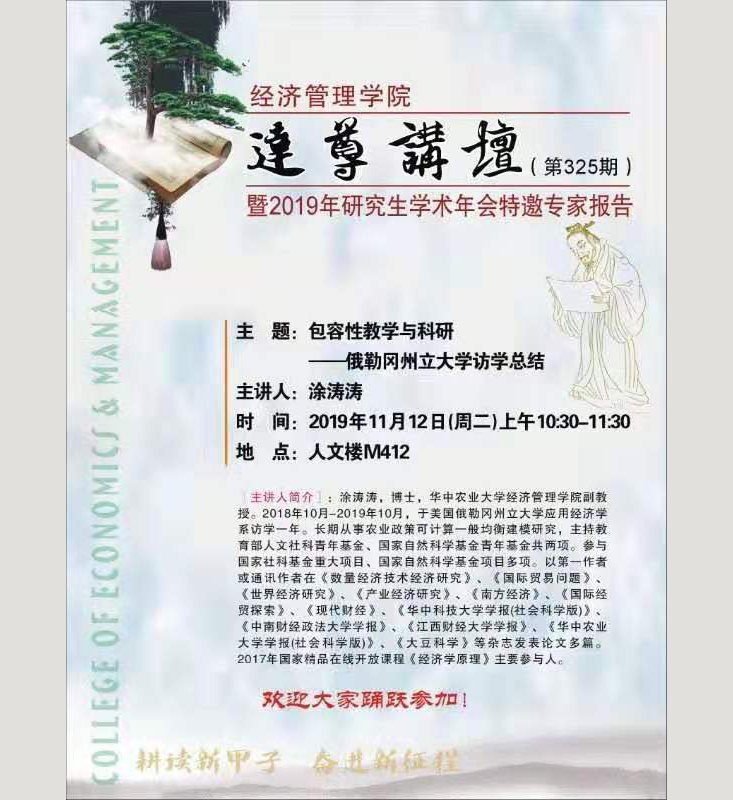 经济管理学院
達尊講壇(第325期)
暨2019年研究生学术年会特邀专家报告
COLLEGE OF ECONOMICS & MANAGEMENT
主 题：包容性教学与科研
——俄勒冈州立大学访学总结
主讲人：涂涛涛
时 间：2019年11月12日(周二)上午10:30-11:30
地 点：人文楼M412
［主讲人简介］：涂涛涛，博士，华中农业大学经济管理学院副教
授。2018年10月-2019年10月，于美国俄勒冈州立大学应用经济学
系访学一年。长期从事农业政策可计算一般均衡建模研究，主持教
育部人文社科青年基金、国家自然科学基金青年基金共两项。参与
国家社科基金重大项目、国家自然科学基金项目多项。以第一作者
或通讯作者在《数量经济技术经济研究》、《国际贸易问题》、
《世界经济研究》、《产业经济研究》、《南方经济》、《国际经
贸探索》、《现代财经》、《华中科技大学学报(社会科学版)》、
《中南财经政法大学学报》、《江西财经大学学报》、《华中农业
大学学报(社会科学版)》、《大豆科学》等杂志发表论文多篇。
2017年国家精品在线开放课程《经济学原理》主要参与人。
欢迎大家踊跃参加！
耕读新甲子 奋进新征程